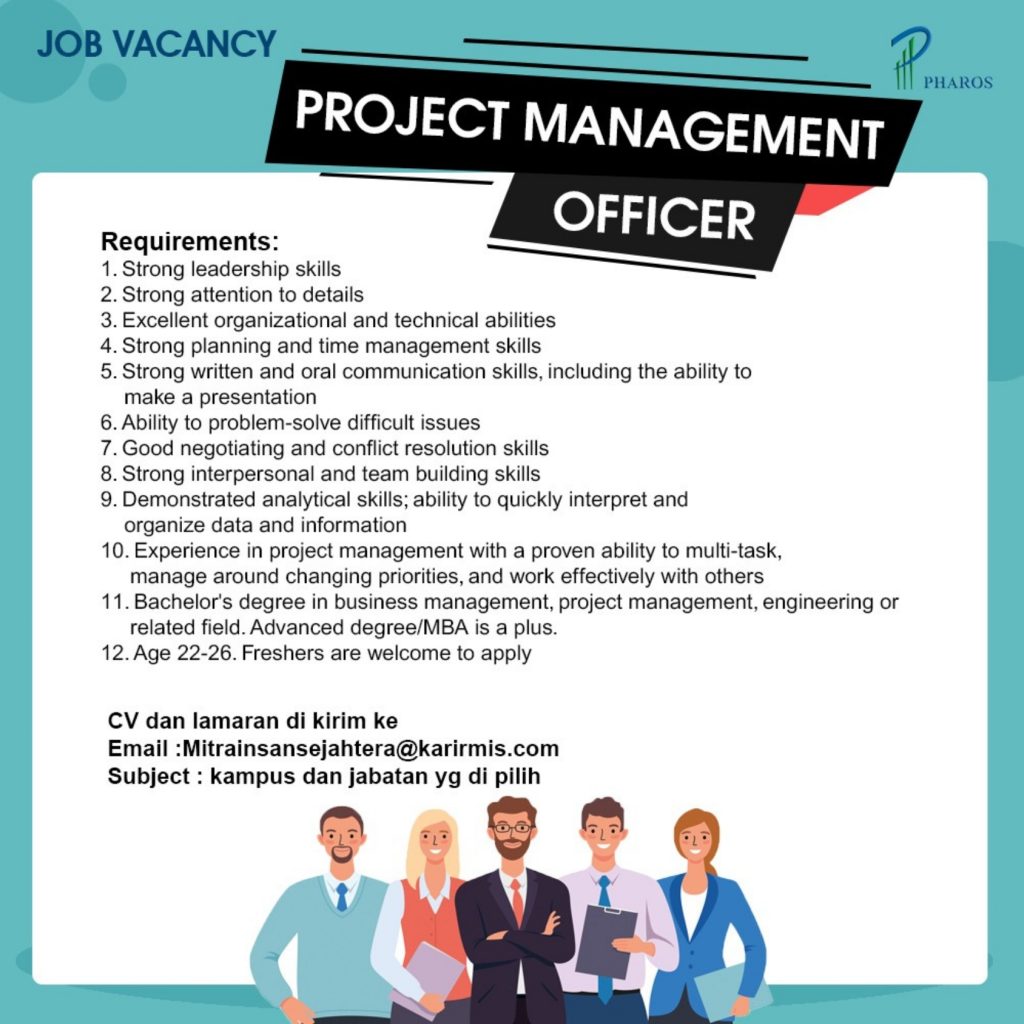 JOB VACANCY
PHAROS
PROJECT MANAGEMENT
OFFICER
Requirements:
1. Strong leadership skills
2. Strong attention to details
3. Excellent organizational and technical abilities
4. Strong planning and time management skills
5. Strong written and oral communication skills, including the ability to
make a presentation
6. Ability to problem-solve difficult issues
7. Good negotiating and conflict resolution skills
8. Strong interpersonal and team building skills
9. Demonstrated analytical skills; ability to quickly interpret and
organize data and information
10. Experience in project management with a proven ability to multi-task,
manage around changing priorities, and work effectively with others
11. Bachelor's degree in business management, project management, engineering or
related field. Advanced degree/MBA is a plus.
12. Age 22-26. Freshers are welcome to apply
CV dan lamaran di kirim ke
Email :Mitrainsansejahtera@karirmis.com
Subject : kampus dan jabatan yg di pilih